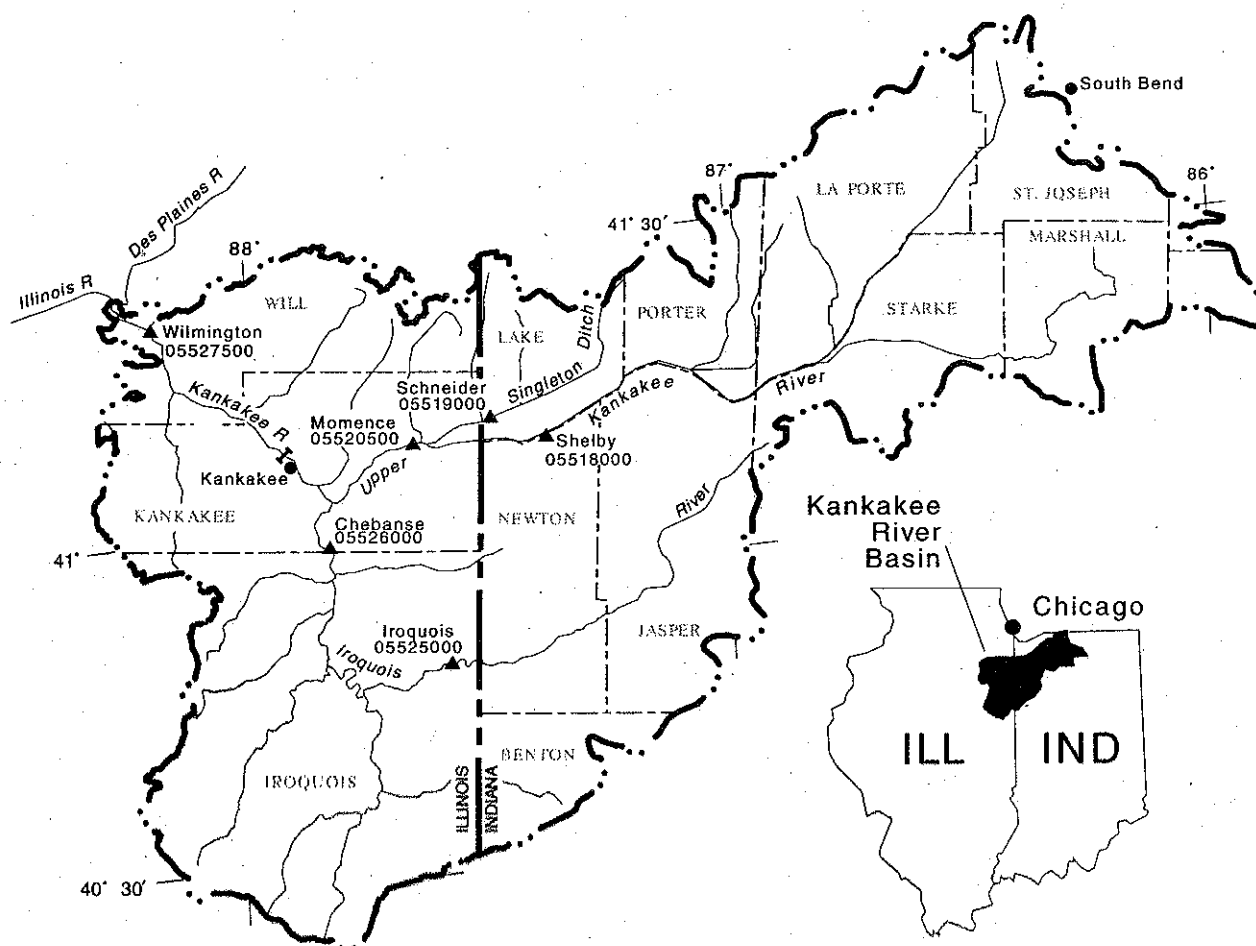 South Bend
87°
86°
LA PORTE
ST. JOSEPH
41° 30′
MARSHALL
Des Plaines R
88°
Illinois R
WILL
PORTER
STARKE
Wilmington
05527500
LAKE
Singleton Ditch
Kankakee R
Schneider
05519000
Upper Kankakee River
Momence
05520500
Shelby
05518000
Kankakee
KANKAKEE
NEWTON
Chebanse
05526000
41°
Kankakee
River
Basin
Chicago
Iroquois
05525000
JASPER
Iroquois River
ILL
IND
BENTON
IROQUOIS
ILLINOIS
INDIANA
40° 30′